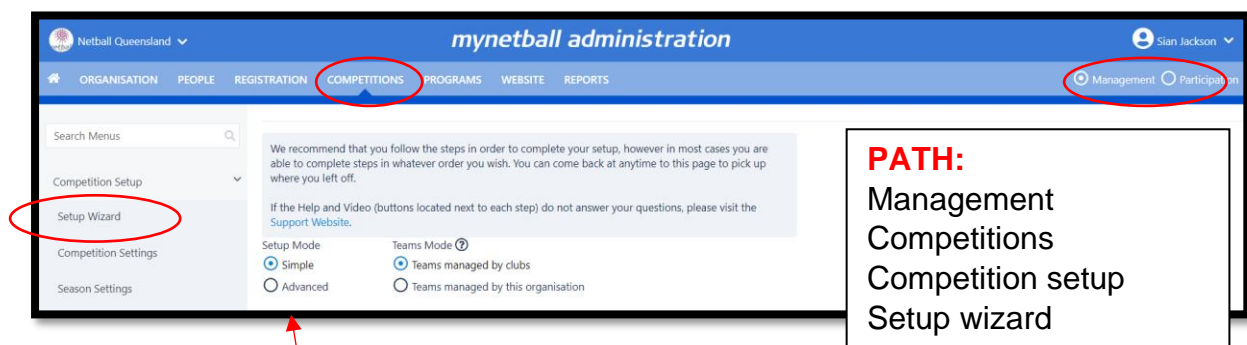 Netball Queensland
mynetball administration
Sian Jackson
ORGANISATION PEOPLE REGISTRATION COMPETITIONS PROGRAMS WEBSITE REPORTS
Management Participation
Search Menus
Competition Setup
Setup Wizard
Competition Settings
Season Settings
We recommend that you follow the steps in order to complete your setup, however in most cases you are
able to complete steps in whatever order you wish. You can come back at anytime to this page to pick up
where you left off.
If the Help and Video (buttons located next to each step) do not answer your questions, please visit the
Support Website.
Setup Mode Teams Mode ?
Simple Teams managed by clubs
Advanced Teams managed by this organisation
PATH:
Management
Competitions
Competition setup
Setup wizard